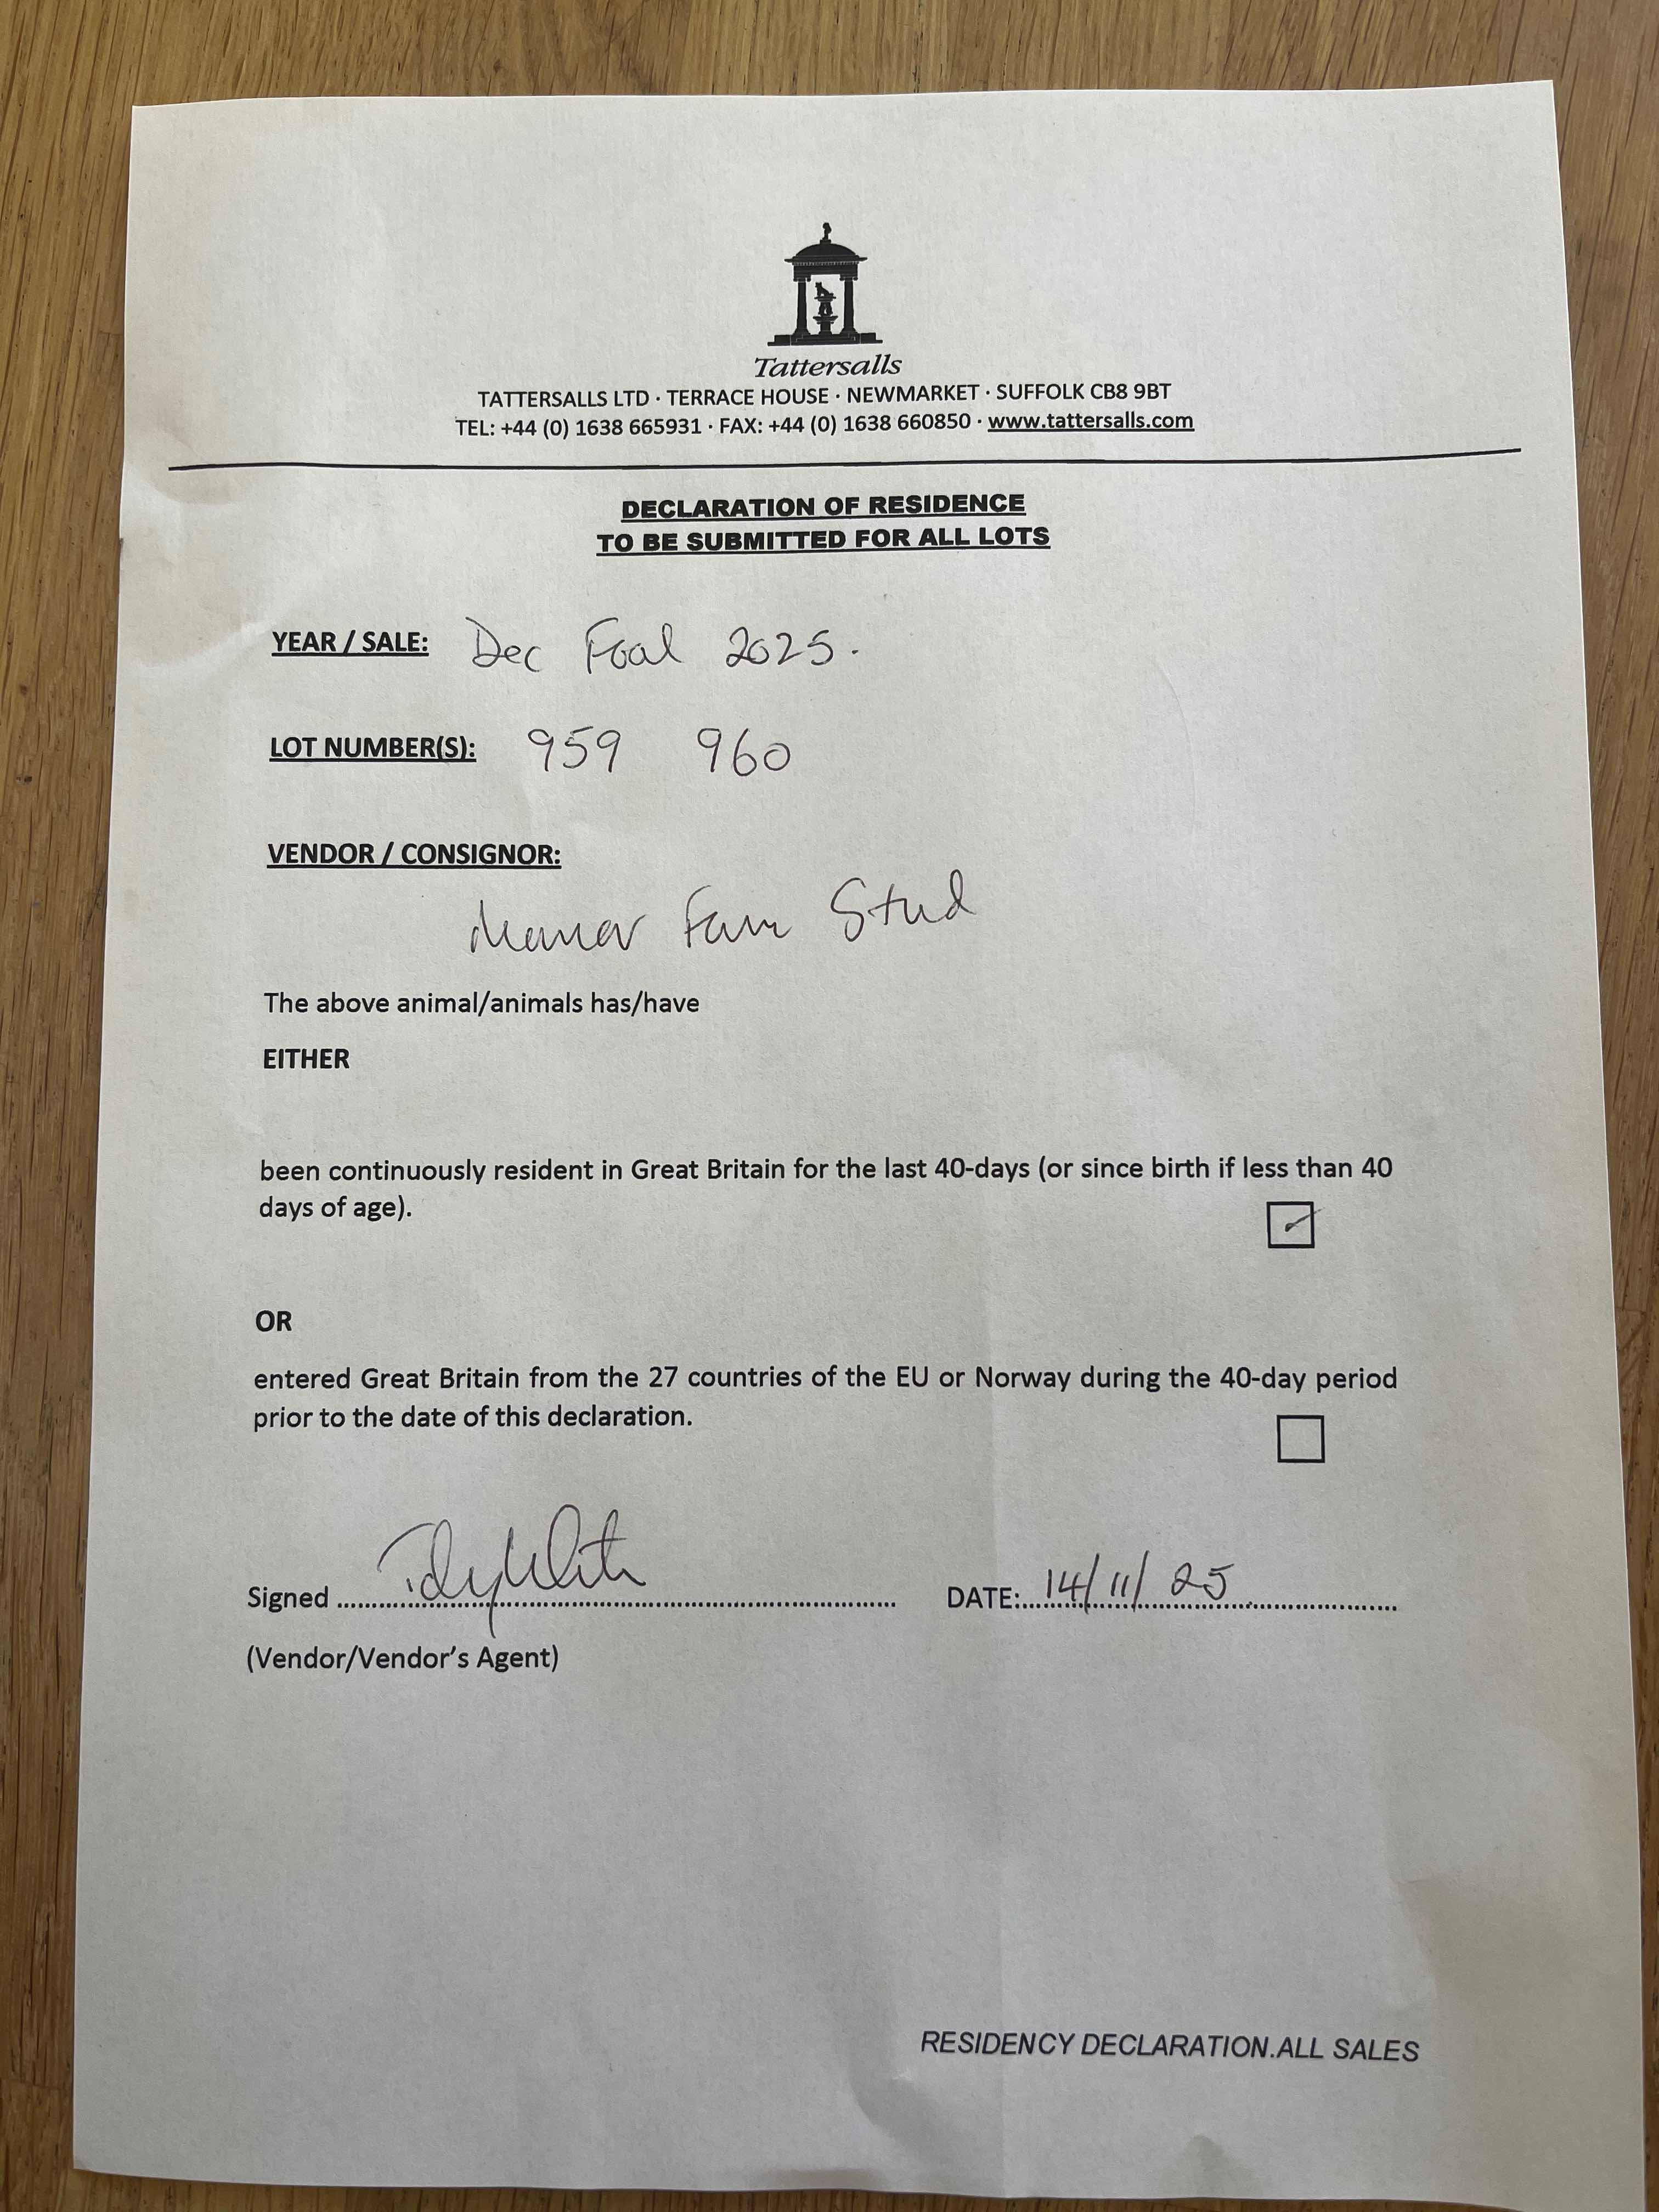 Tattersalls
TATTERSALLS LTD · TERRACE HOUSE · NEWMARKET · SUFFOLK CB8 9BT
TEL: +44 (0) 1638 665931 · FAX: +44 (0) 1638 660850 · www.tattersalls.com
DECLARATION OF RESIDENCE
TO BE SUBMITTED FOR ALL LOTS
YEAR / SALE: Dec Foal 2025.
LOT NUMBER(S): 959 960
VENDOR / CONSIGNOR:
Manor Farm Stud
The above animal/animals has/have
EITHER
been continuously resident in Great Britain for the last 40-days (or since birth if less than 40
days of age).
OR
entered Great Britain from the 27 countries of the EU or Norway during the 40-day period
prior to the date of this declaration.
Signed DATE: 14/11/25
(Vendor/Vendor's Agent)
RESIDENCY DECLARATION.ALL SALES